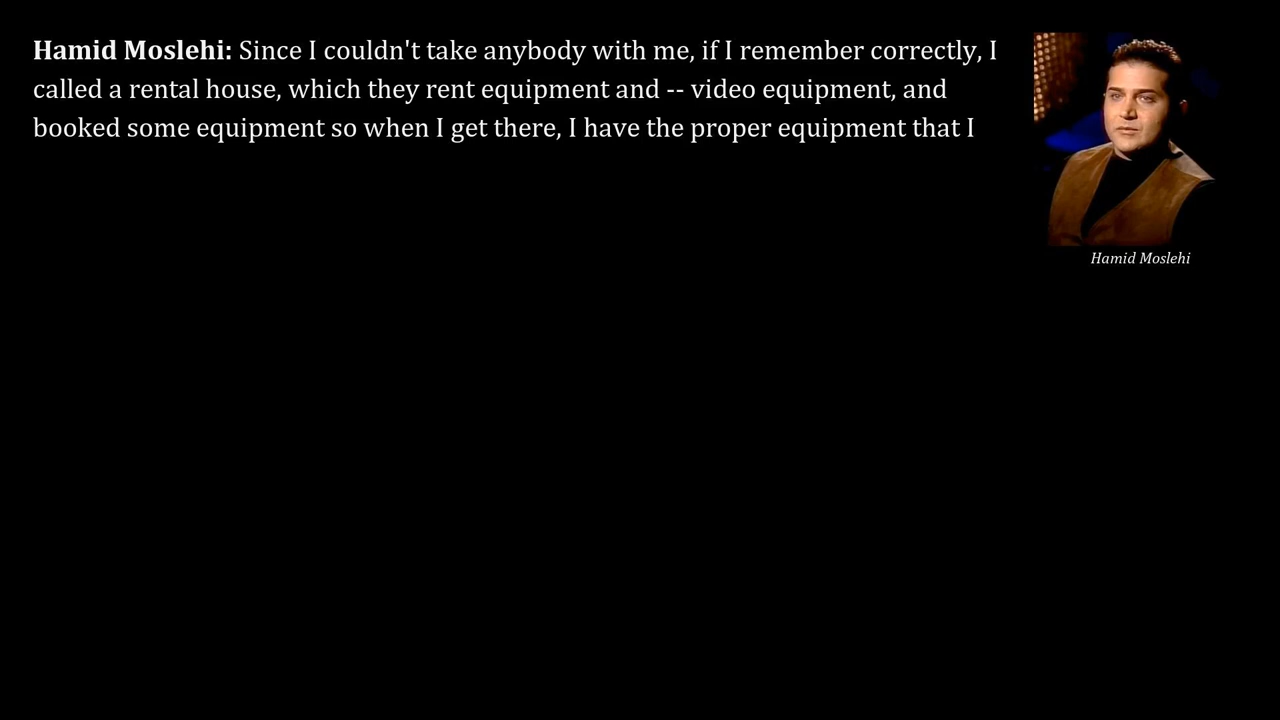 Hamid Moslehi: Since I couldn't take anybody with me, if I remember correctly, I
called a rental house, which they rent equipment and -- video equipment, and
booked some equipment so when I get there, I have the proper equipment that I
Hamid Moslehi